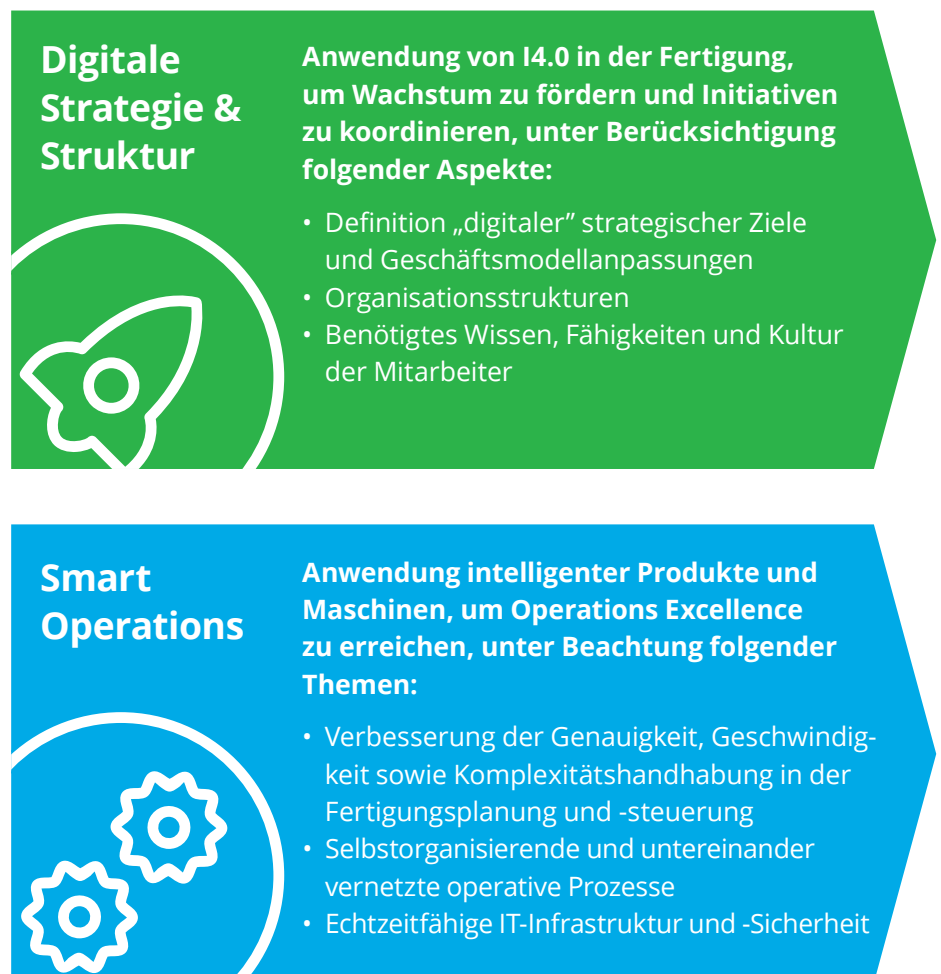 Digitale
Strategie &
Struktur
Anwendung von I4.0 in der Fertigung,
um Wachstum zu fördern und Initiativen
zu koordinieren, unter Berücksichtigung
folgender Aspekte:
• Definition „digitaler” strategischer Ziele
und Geschäftsmodellanpassungen
• Organisationsstrukturen
• Benötigtes Wissen, Fähigkeiten und Kultur
der Mitarbeiter
Smart
Operations
Anwendung intelligenter Produkte und
Maschinen, um Operations Excellence
zu erreichen, unter Beachtung folgender
Themen:
• Verbesserung der Genauigkeit, Geschwindig-
keit sowie Komplexitätshandhabung in der
Fertigungsplanung und -steuerung
• Selbstorganisierende und untereinander
vernetzte operative Prozesse
• Echtzeitfähige IT-Infrastruktur und -Sicherheit